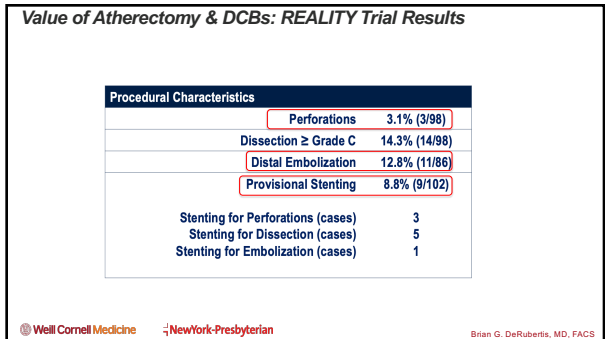 Value of Atherectomy & DCBs: REALITY Trial Results
Procedural Characteristics
Perforations 3.1% (3/98)
Dissection ≥ Grade C 14.3% (14/98)
Distal Embolization 12.8% (11/86)
Provisional Stenting 8.8% (9/102)
Stenting for Perforations (cases) 3
Stenting for Dissection (cases) 5
Stenting for Embolization (cases) 1
Weill Cornell Medicine NewYork-Presbyterian Brian G. DeRubertis, MD, FACS